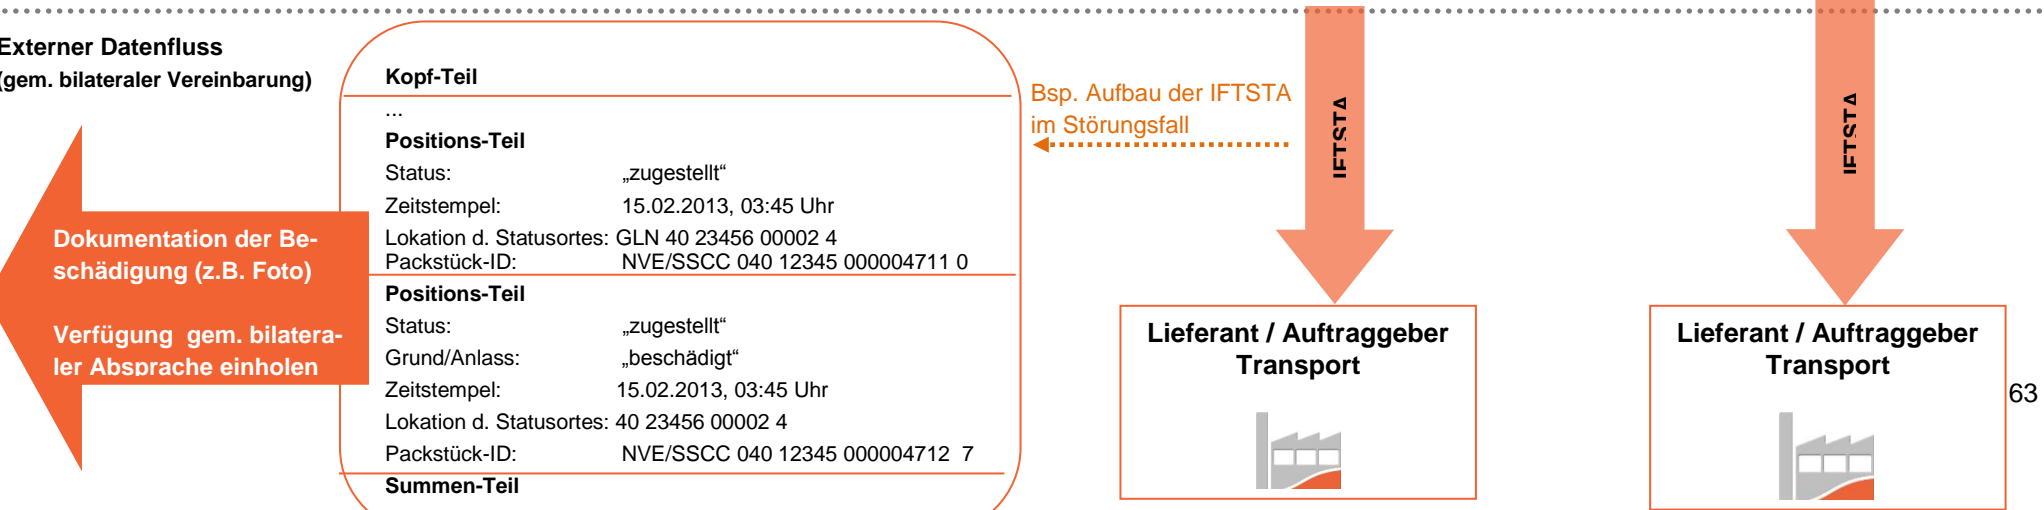 Externer Datenfluss
(gem. bilateraler Vereinbarung)
Dokumentation der Be-
schädigung (z.B. Foto)
Verfügung gem. bilatera-
ler Absprache einholen
Kopf-Teil
...
Positions-Teil
Status: „zugestellt“
Zeitstempel: 15.02.2013, 03:45 Uhr
Lokation d. Statusortes: GLN 40 23456 00002 4
Packstück-ID: NVE/SSCC 040 12345 000004711 0
Positions-Teil
Status: „zugestellt“
Grund/Anlass: „beschädigt“
Zeitstempel: 15.02.2013, 03:45 Uhr
Lokation d. Statusortes: 40 23456 00002 4
Packstück-ID: NVE/SSCC 040 12345 000004712 7
Summen-Teil
Bsp. Aufbau der IFTSTA
im Störungsfall
IFTSTA
Lieferant / Auftraggeber
Transport
IFTSTA
Lieferant / Auftraggeber
Transport
63